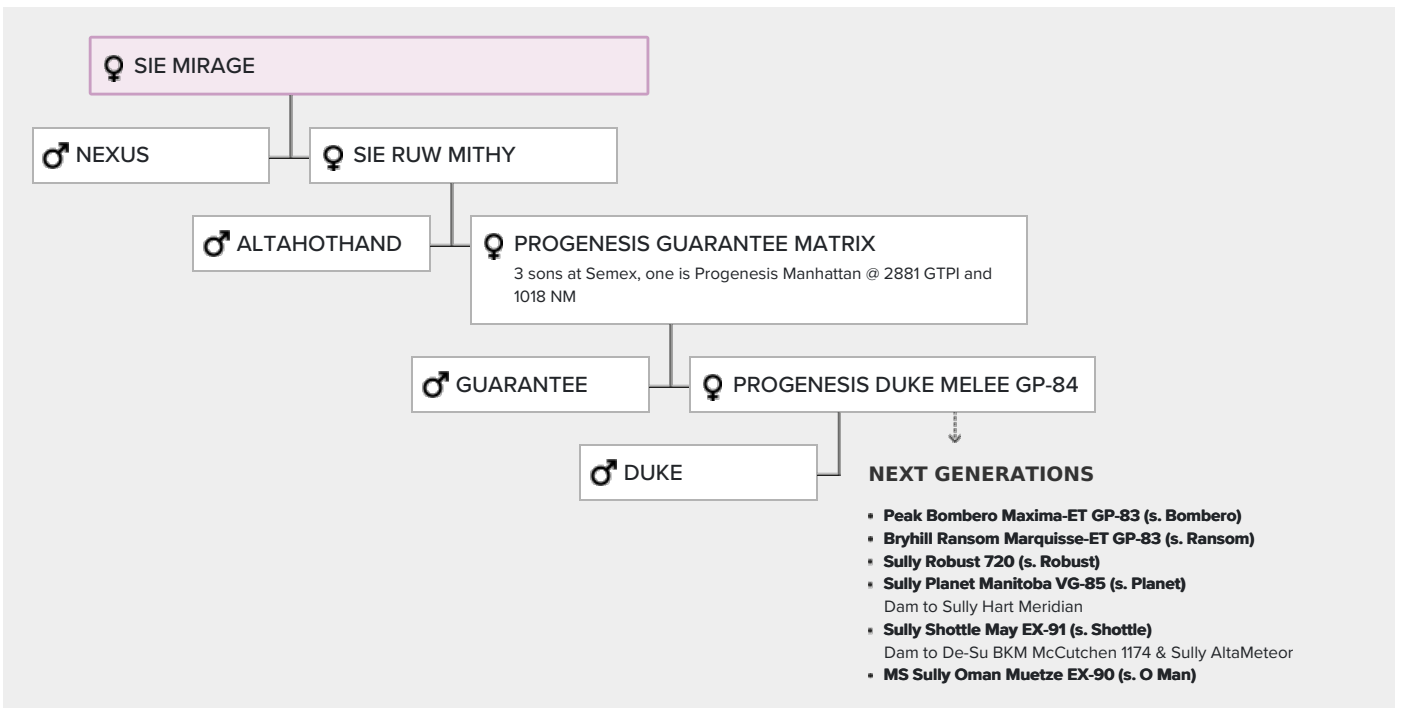 SIE MIRAGE
NEXUS
SIE RUW MITHY
ALTAHOTHAND
PROGENESIS GUARANTEE MATRIX
3 sons at Semex, one is Progenesis Manhattan @ 2881 GTPI and
1018 NM
GUARANTEE
PROGENESIS DUKE MELEE GP-84
DUKE
NEXT GENERATIONS
Peak Bombero Maxima-ET GP-83 (s. Bombero)
Bryhill Ransom Marquisse-ET GP-83 (s. Ransom)
Sully Robust 720 (s. Robust)
Sully Planet Manitoba VG-85 (s. Planet)
Dam to Sully Hart Meridian
Sully Shottle May EX-91 (s. Shottle)
Dam to De-Su BKM McCutchen 1174 & Sully AltaMeteor
MS Sully Oman Muetze EX-90 (s. O Man)